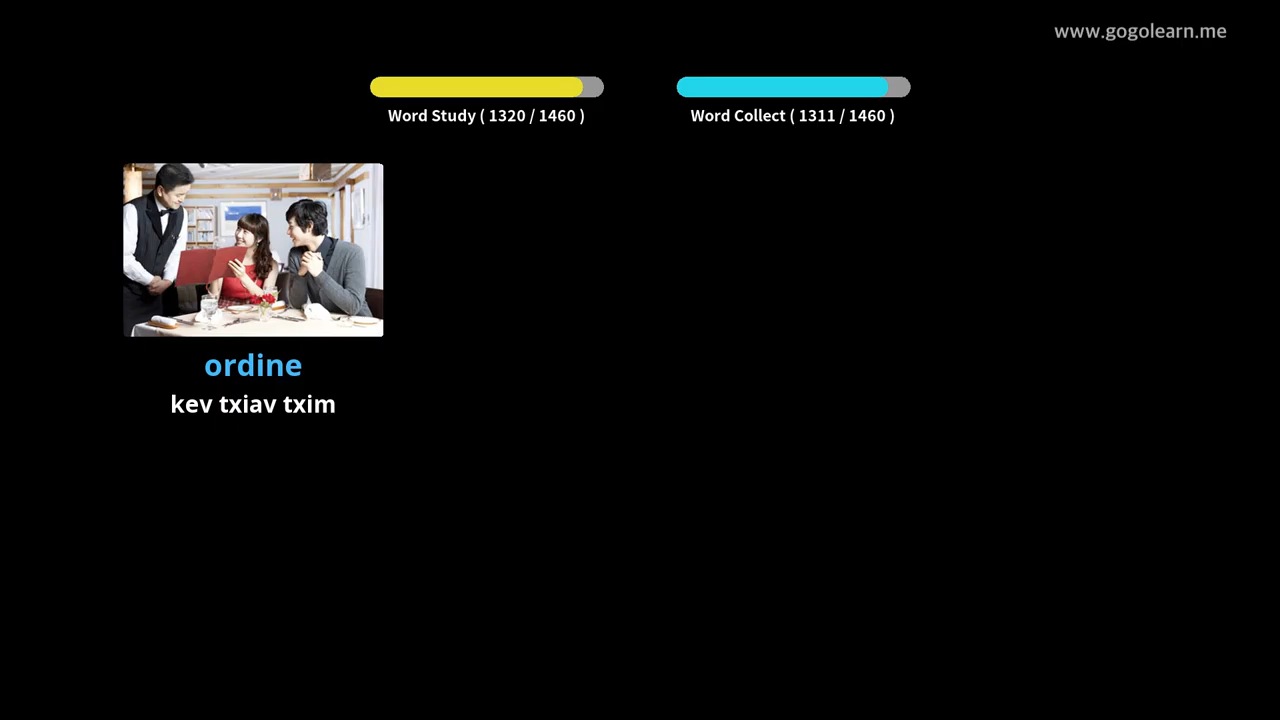 www.gogolearn.me
Word Study ( 1320 / 1460 )
Word Collect ( 1311 / 1460 )
ordine
kev txiav txim